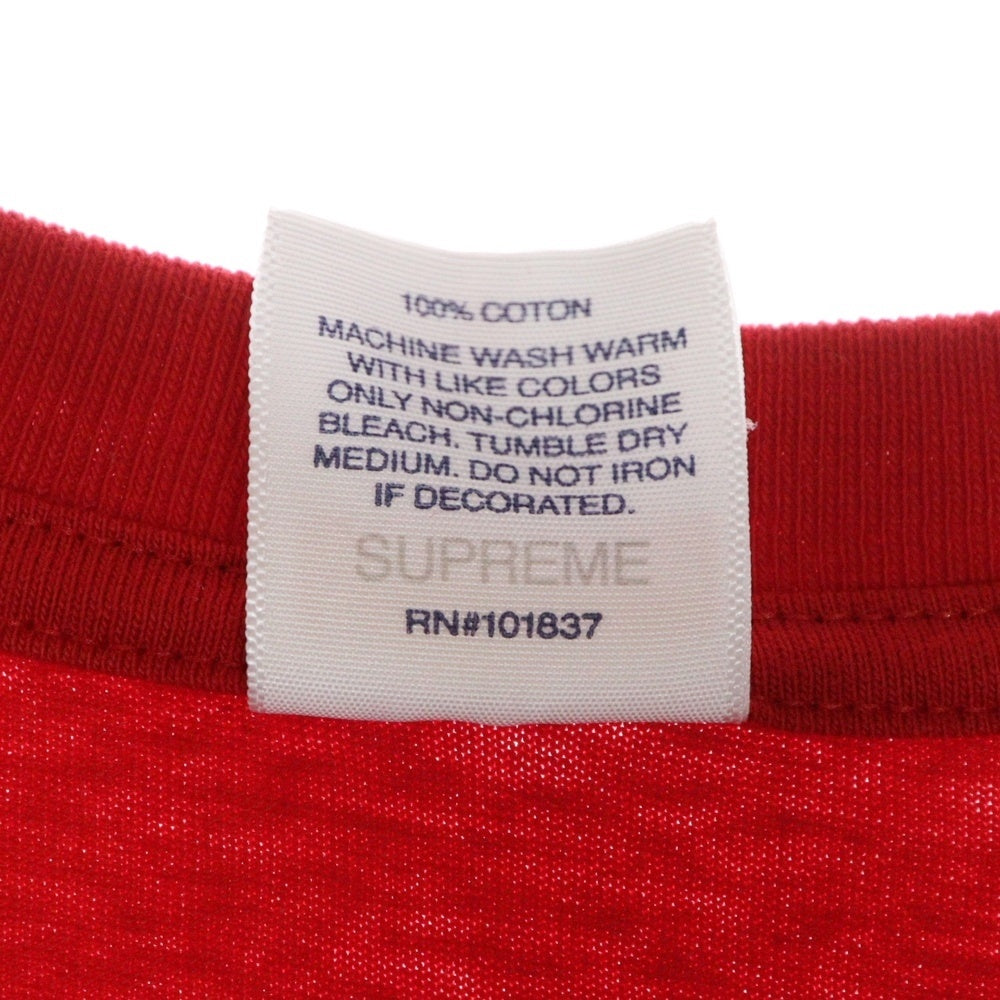 100% COTON
MACHINE WASH WARM
WITH LIKE COLORS
ONLY NON-CHLORINE
BLEACH. TUMBLE DRY
MEDIUM. DO NOT IRON
IF DECORATED.
SUPREME
RN#101837